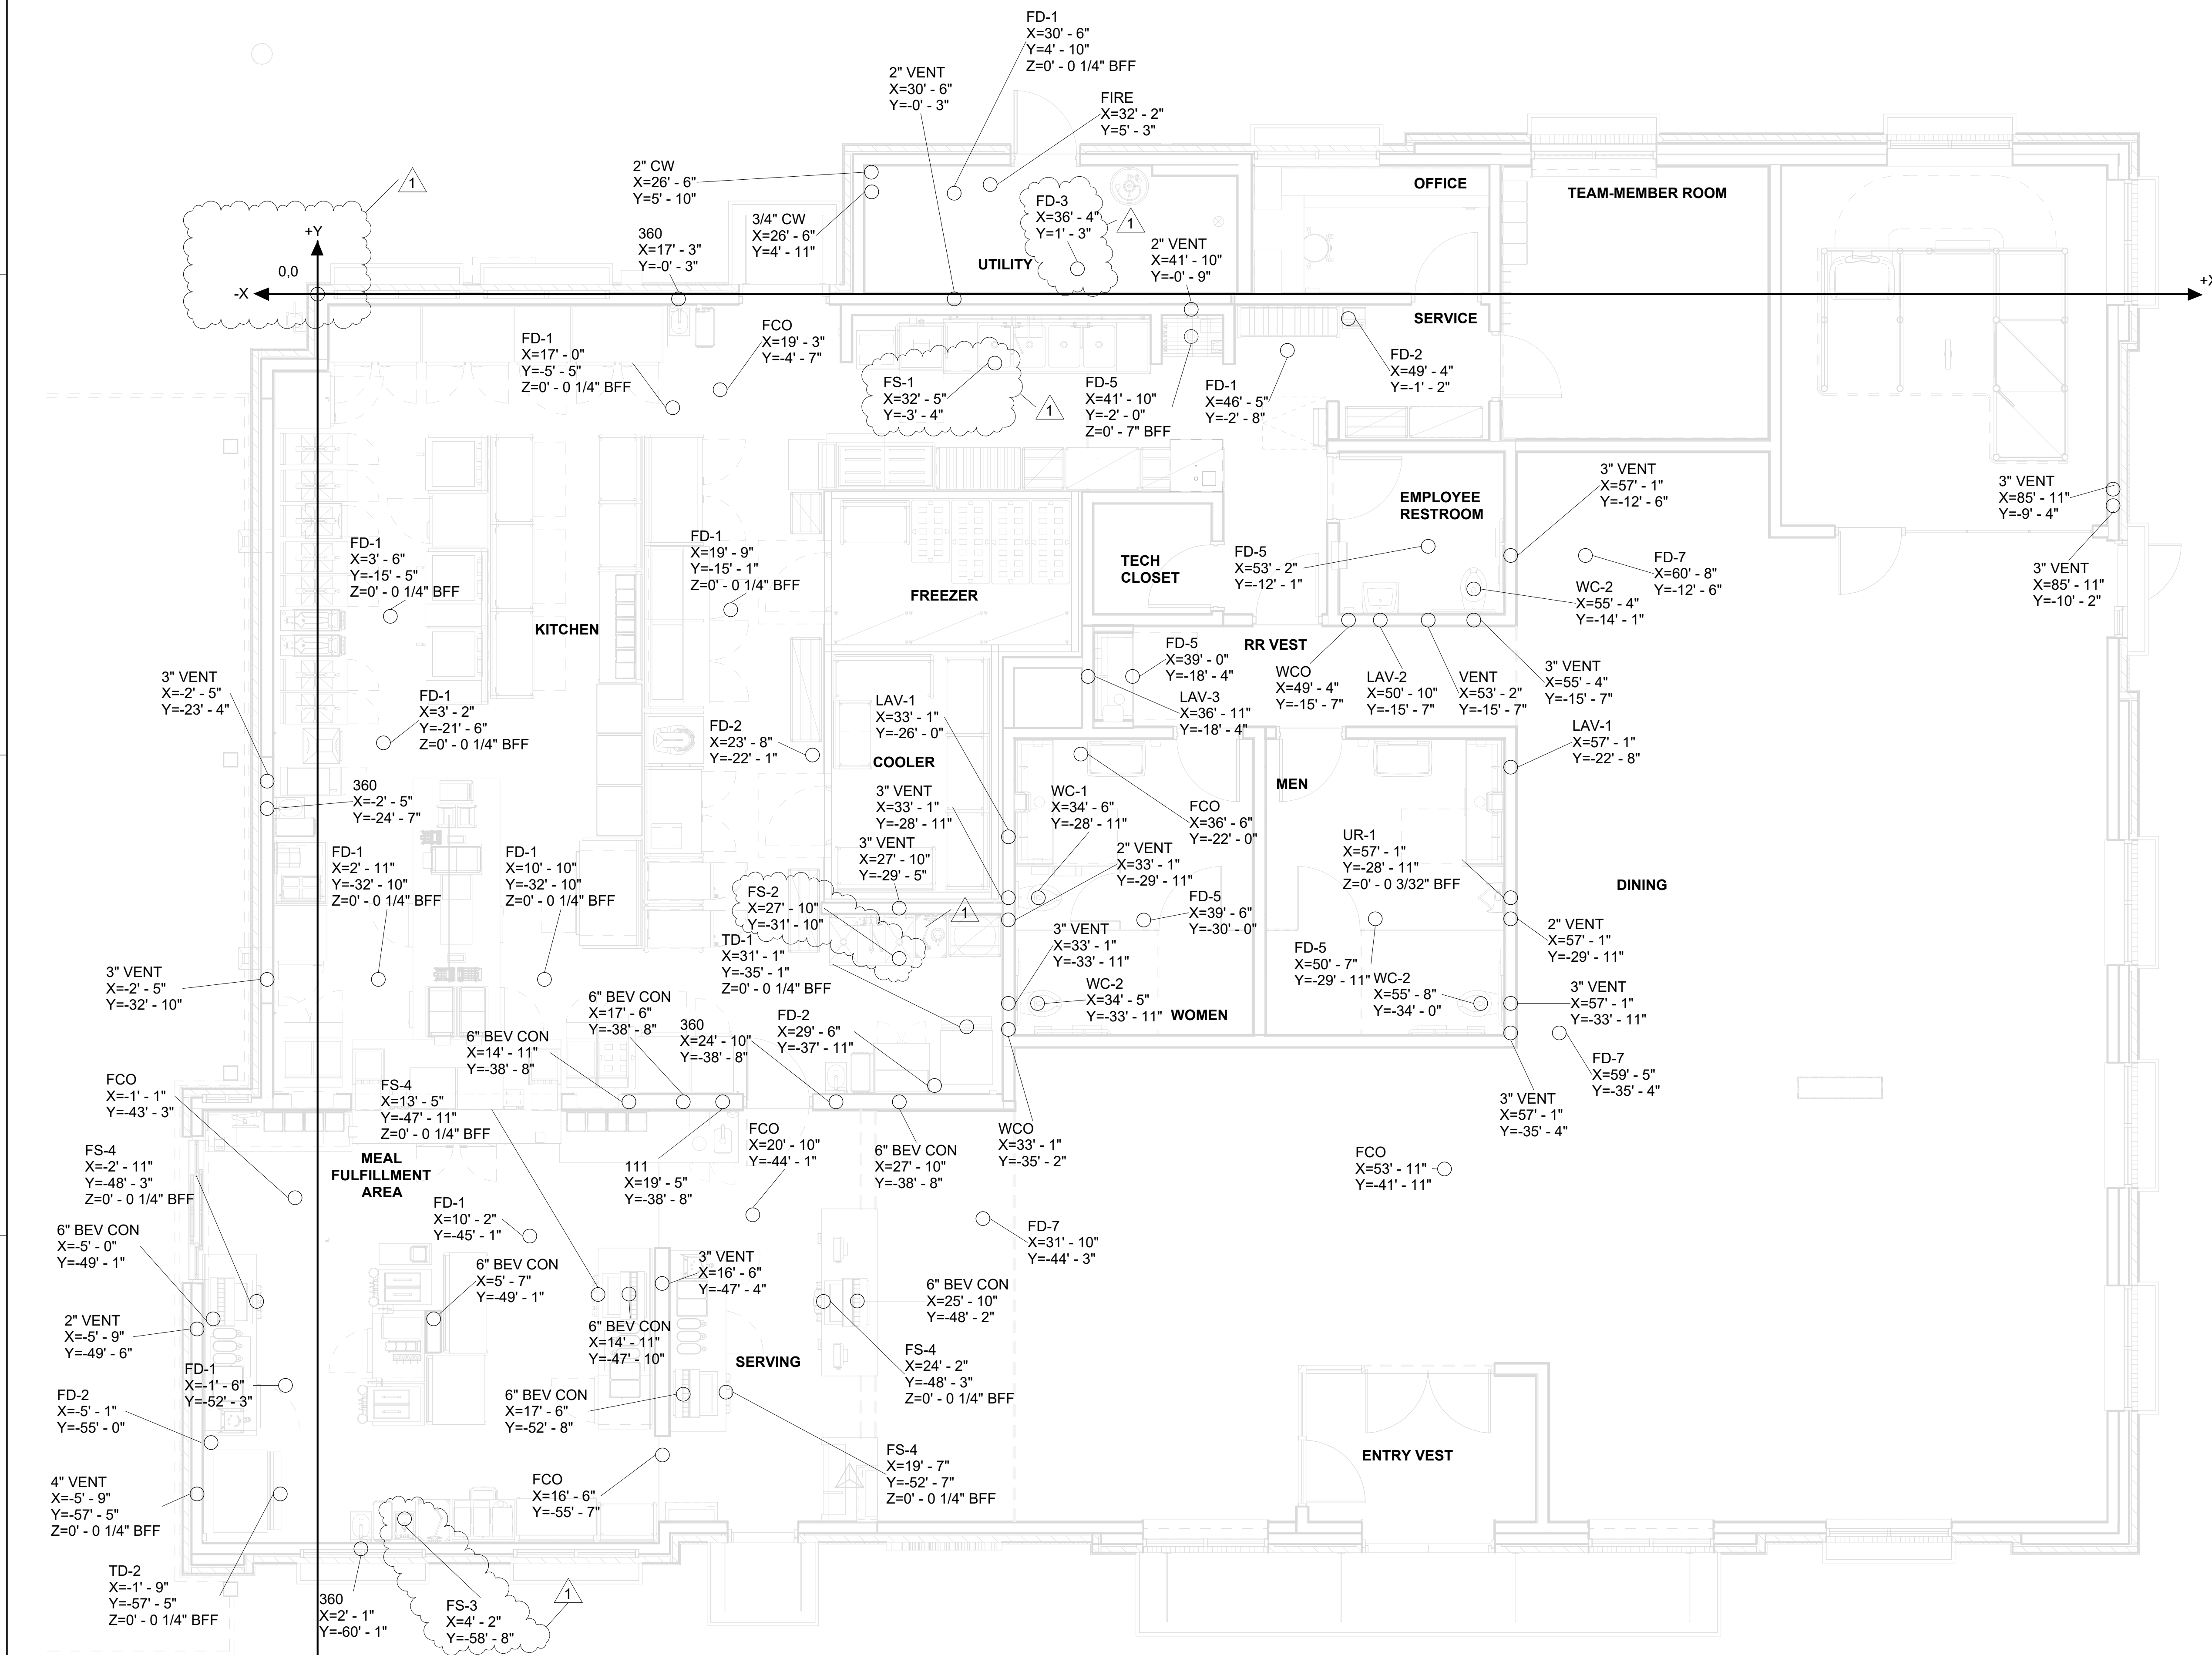 FD-1
X=30' - 6"
Y=4' - 10"
Z=0' - 0 1/4" BFF
2" VENT
X=30' - 6"
Y=-0' - 3"
FIRE
X=32' - 2"
Y=5' - 3"
2" CW
X=26' - 6"
Y=5' - 10"
1
OFFICE
TEAM-MEMBER ROOM
FD-3
X=36' - 4"
Y=1' - 3"
1
3/4" CW
X=26' - 6"
Y=4' - 11"
+Y
0,0
-X
360
X=17' - 3"
Y=-0' - 3"
2" VENT
X=41' - 10"
Y=-0' - 9"
UTILITY
+X
SERVICE
FD-1
X=17' - 0"
Y=-5' - 5"
Z=0' - 0 1/4" BFF
FCO
X=19' - 3"
Y=-4' - 7"
FS-1
X=32' - 5"
Y=-3' - 4"
1
FD-5
X=41' - 10"
Y=-2' - 0"
Z=0' - 7" BFF
FD-1
X=46' - 5"
Y=-2' - 8"
FD-2
X=49' - 4"
Y=-1' - 2"
3" VENT
X=57' - 1"
Y=-12' - 6"
3" VENT
X=85' - 11"
Y=-9' - 4"
EMPLOYEE
RESTROOM
FD-1
X=3' - 6"
Y=-15' - 5"
Z=0' - 0 1/4" BFF
FD-1
X=19' - 9"
Y=-15' - 1"
Z=0' - 0 1/4" BFF
FREEZER
TECH
CLOSET
FD-5
X=53' - 2"
Y=-12' - 1"
FD-7
X=60' - 8"
Y=-12' - 6"
WC-2
X=55' - 4"
Y=-14' - 1"
3" VENT
X=85' - 11"
Y=-10' - 2"
KITCHEN
RR VEST
FD-5
X=39' - 0"
Y=-18' - 4"
WCO
X=49' - 4"
Y=-15' - 7"
LAV-2
X=50' - 10"
Y=-15' - 7"
VENT
X=53' - 2"
Y=-15' - 7"
3" VENT
X=55' - 4"
Y=-15' - 7"
3" VENT
X=-2' - 5"
Y=-23' - 4"
FD-1
X=3' - 2"
Y=-21' - 6"
Z=0' - 0 1/4" BFF
FD-2
X=23' - 8"
Y=-22' - 1"
LAV-1
X=33' - 1"
Y=-26' - 0"
LAV-3
X=36' - 11"
Y=-18' - 4"
LAV-1
X=57' - 1"
Y=-22' - 8"
COOLER
MEN
360
X=-2' - 5"
Y=-24' - 7"
3" VENT
X=33' - 1"
Y=-28' - 11"
WC-1
X=34' - 6"
Y=-28' - 11"
FCO
X=36' - 6"
Y=-22' - 0"
FD-1
X=2' - 11"
Y=-32' - 10"
Z=0' - 0 1/4" BFF
FD-1
X=10' - 10"
Y=-32' - 10"
Z=0' - 0 1/4" BFF
3" VENT
X=27' - 10"
Y=-29' - 5"
2" VENT
X=33' - 1"
Y=-29' - 11"
UR-1
X=57' - 1"
Y=-28' - 11"
Z=0' - 0 3/32" BFF
DINING
FS-2
X=27' - 10"
Y=-31' - 10"
1
FD-5
X=39' - 6"
Y=-30' - 0"
2" VENT
X=57' - 1"
Y=-29' - 11"
TD-1
X=31' - 1"
Y=-35' - 1"
Z=0' - 0 1/4" BFF
3" VENT
X=33' - 1"
Y=-33' - 11"
FD-5
X=50' - 7"
Y=-29' - 11"
3" VENT
X=-2' - 5"
Y=-32' - 10"
WC-2
X=34' - 5"
Y=-33' - 11"
WOMEN
WC-2
X=55' - 8"
Y=-34' - 0"
3" VENT
X=57' - 1"
Y=-33' - 11"
6" BEV CON
X=17' - 6"
Y=-38' - 8"
360
X=24' - 10"
Y=-38' - 8"
FD-2
X=29' - 6"
Y=-37' - 11"
6" BEV CON
X=14' - 11"
Y=-38' - 8"
FD-7
X=59' - 5"
Y=-35' - 4"
FCO
X=-1' - 1"
Y=-43' - 3"
FS-4
X=13' - 5"
Y=-47' - 11"
Z=0' - 0 1/4" BFF
3" VENT
X=57' - 1"
Y=-35' - 4"
FCO
X=20' - 10"
Y=-44' - 1"
WCO
X=33' - 1"
Y=-35' - 2"
6" BEV CON
X=27' - 10"
Y=-38' - 8"
FCO
X=53' - 11"
Y=-41' - 11"
FS-4
X=-2' - 11"
Y=-48' - 3"
Z=0' - 0 1/4" BFF
MEAL
FULFILLMENT
AREA
111
X=19' - 5"
Y=-38' - 8"
FD-1
X=10' - 2"
Y=-45' - 1"
FD-7
X=31' - 10"
Y=-44' - 3"
6" BEV CON
X=-5' - 0"
Y=-49' - 1"
6" BEV CON
X=5' - 7"
Y=-49' - 1"
3" VENT
X=16' - 6"
Y=-47' - 4"
6" BEV CON
X=25' - 10"
Y=-48' - 2"
2" VENT
X=-5' - 9"
Y=-49' - 6"
6" BEV CON
X=14' - 11"
Y=-47' - 10"
SERVING
FS-4
X=24' - 2"
Y=-48' - 3"
Z=0' - 0 1/4" BFF
FD-1
X=-1' - 6"
Y=-52' - 3"
FD-2
X=-5' - 1"
Y=-55' - 0"
6" BEV CON
X=17' - 6"
Y=-52' - 8"
ENTRY VEST
FS-4
X=19' - 7"
Y=-52' - 7"
Z=0' - 0 1/4" BFF
4" VENT
X=-5' - 9"
Y=-57' - 5"
Z=0' - 0 1/4" BFF
FCO
X=16' - 6"
Y=-55' - 7"
TD-2
X=-1' - 9"
Y=-57' - 5"
Z=0' - 0 1/4" BFF
360
X=2' - 1"
Y=-60' - 1"
FS-3
X=4' - 2"
Y=-58' - 8"
1